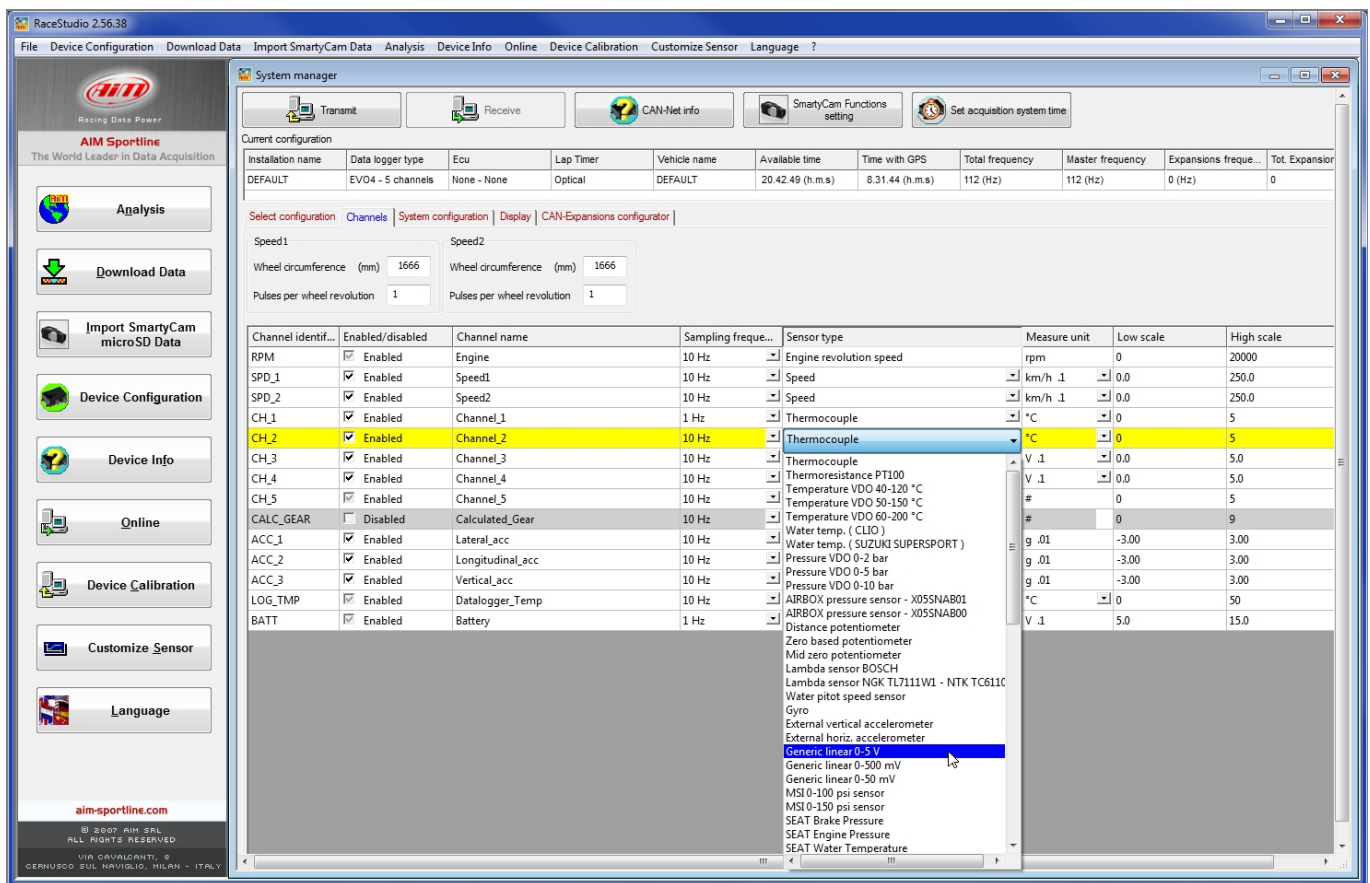 RaceStudio 2.56.38
File Device Configuration Download Data Import SmartyCam Data Analysis Device Info Online Device Calibration Customize Sensor Language ?
AiM
Racing Data Power
AIM Sportline
The World Leader in Data Acquisition
Analysis
Download Data
Import SmartyCam
microSD Data
Device Configuration
Device Info
Online
Device Calibration
Customize Sensor
Language
aim-sportline.com
© 2007 AIM SRL
ALL RIGHTS RESERVED
VIA CAVALCANTI, 8
CERNUSCO SUL NAVIGLIO, MILAN - ITALY
System manager
Transmit Receive CAN-Net info SmartyCam Functions setting Set acquisition system time
Current configuration
Installation name Data logger type Ecu Lap Timer Vehicle name Available time Time with GPS Total frequency Master frequency Expansions freque... Tot. Expansion
DEFAULT EVO4 - 5 channels None - None Optical DEFAULT 20.42.49 (h.m.s) 8.31.44 (h.m.s) 112 (Hz) 112 (Hz) 0 (Hz) 0
Select configuration Channels System configuration Display CAN-Expansions configurator
Speed1 Speed2
Wheel circumference (mm) 1666 Wheel circumference (mm) 1666
Pulses per wheel revolution 1 Pulses per wheel revolution 1
Channel identif... Enabled/disabled Channel name Sampling freque... Sensor type Measure unit Low scale High scale
RPM Enabled Engine 10 Hz Engine revolution speed rpm 0 20000
SPD_1 Enabled Speed1 10 Hz Speed km/h .1 0.0 250.0
SPD_2 Enabled Speed2 10 Hz Speed km/h .1 0.0 250.0
CH_1 Enabled Channel_1 1 Hz Thermocouple °C 0 5
CH_2 Enabled Channel_2 10 Hz Thermocouple °C 0 5
CH_3 Enabled Channel_3 10 Hz V .1 0.0 5.0
CH_4 Enabled Channel_4 10 Hz V .1 0.0 5.0
CH_5 Enabled Channel_5 10 Hz # 0 5
CALC_GEAR Disabled Calculated_Gear 10 Hz # 0 9
ACC_1 Enabled Lateral_acc 10 Hz g .01 -3.00 3.00
ACC_2 Enabled Longitudinal_acc 10 Hz g .01 -3.00 3.00
ACC_3 Enabled Vertical_acc 10 Hz g .01 -3.00 3.00
LOG_TMP Enabled Datalogger_Temp 10 Hz °C 0 50
BATT Enabled Battery 1 Hz V .1 5.0 15.0
Thermocouple
Thermoresistance PT100
Temperature VDO 40-120 °C
Temperature VDO 50-150 °C
Temperature VDO 60-200 °C
Water temp. ( CLIO )
Water temp. ( SUZUKI SUPERSPORT )
Pressure VDO 0-2 bar
Pressure VDO 0-5 bar
Pressure VDO 0-10 bar
AIRBOX pressure sensor - X05SNAB01
AIRBOX pressure sensor - X05SNAB00
Distance potentiometer
Zero based potentiometer
Mid zero potentiometer
Lambda sensor BOSCH
Lambda sensor NGK TL7111W1 - NTK TC6110
Water pitot speed sensor
Gyro
External vertical accelerometer
External horiz. accelerometer
Generic linear 0-5 V
Generic linear 0-500 mV
Generic linear 0-50 mV
MSI 0-100 psi sensor
MSI 0-150 psi sensor
SEAT Brake Pressure
SEAT Engine Pressure
SEAT Water Temperature